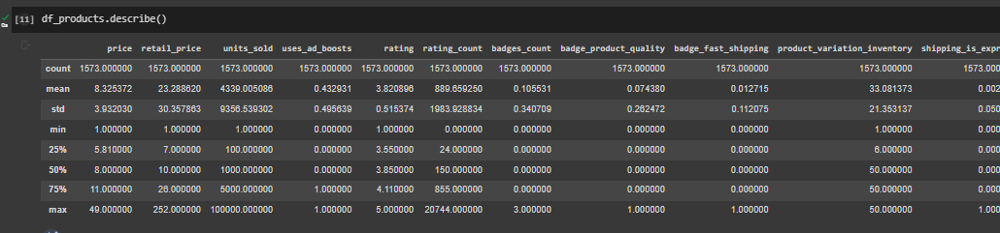 [11] df_products.describe()
price retail_price units_sold uses_ad_boosts rating rating_count badges_count badge_product_quality badge_fast_shipping product_variation_inventory shipping_is_expr
count 1573.000000 1573.000000 1573.000000 1573.000000 1573.000000 1573.000000 1573.000000 1573.000000 1573.000000 1573.000000 1573.000
mean 8.325372 23.288620 4339.005086 0.432931 3.820896 889.659250 0.105531 0.074380 0.012715 33.081373 0.002
std 3.932030 30.357863 9356.539302 0.495639 0.515374 1983.928834 0.340709 0.262472 0.112075 21.353137 0.050
min 1.000000 1.000000 1.000000 0.000000 1.000000 0.000000 0.000000 0.000000 0.000000 1.000000 0.000
25% 5.810000 7.000000 100.000000 0.000000 3.550000 24.000000 0.000000 0.000000 0.000000 6.000000 0.000
50% 8.000000 10.000000 1000.000000 0.000000 3.850000 150.000000 0.000000 0.000000 0.000000 50.000000 0.000
75% 11.000000 26.000000 5000.000000 1.000000 4.110000 855.000000 0.000000 0.000000 0.000000 50.000000 0.000
max 49.000000 252.000000 100000.000000 1.000000 5.000000 20744.000000 3.000000 1.000000 1.000000 50.000000 1.000